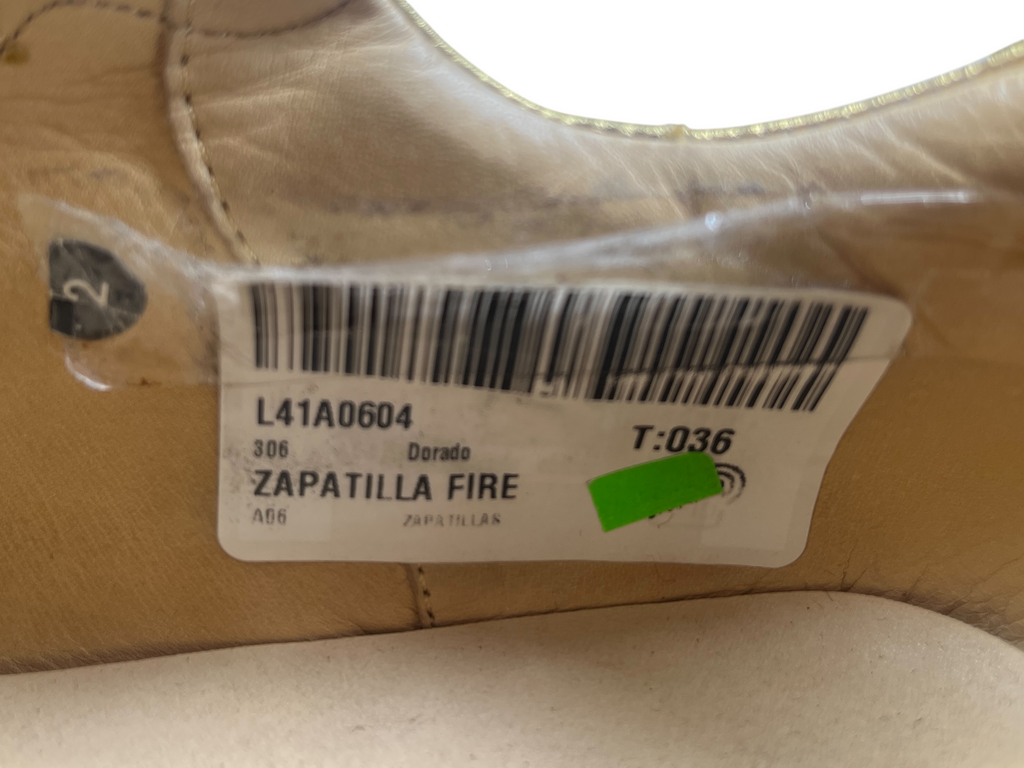 2
L41A0604
306 Dorado T:036
ZAPATILLA FIRE
A06 ZAPATILLAS